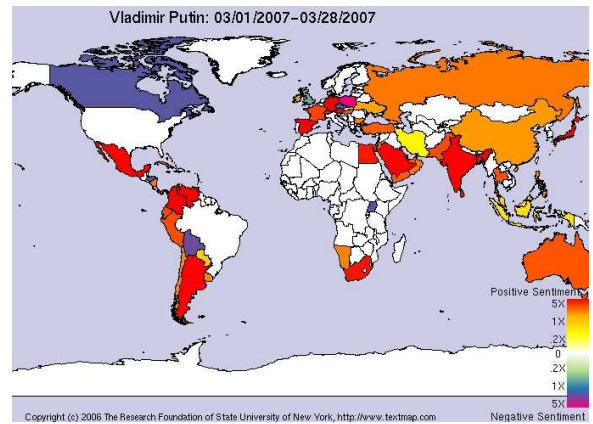 Vladimir Putin: 03/01/2007-03/28/2007
Positive Sentiment
5X
1X
.2X
0
.2X
1X
5X
Copyright (c) 2006 The Research Foundation of State University of New York, http://www.textmap.com
Negative Sentiment